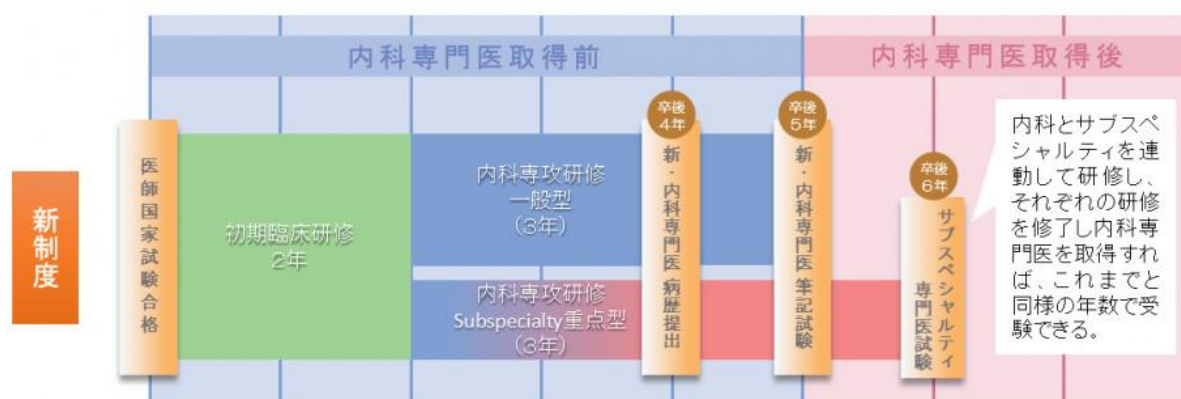 内科専門医取得前
内科専門医取得後
新制度
医師国家試験合格
初期臨床研修
2年
内科専攻研修
一般型
（3年）
内科専攻研修
Subspecialty重点型
（3年）
卒後
4年
新・内科専門医 病歴提出
卒後
5年
新・内科専門医 筆記試験
卒後
6年
サブスペシャルティ
専門医試験
内科とサブスペ
シャルティを連
動して研修し、
それぞれの研修
を修了し内科専
門医を取得すれ
ば、これまでと
同様の年数で受
験できる。